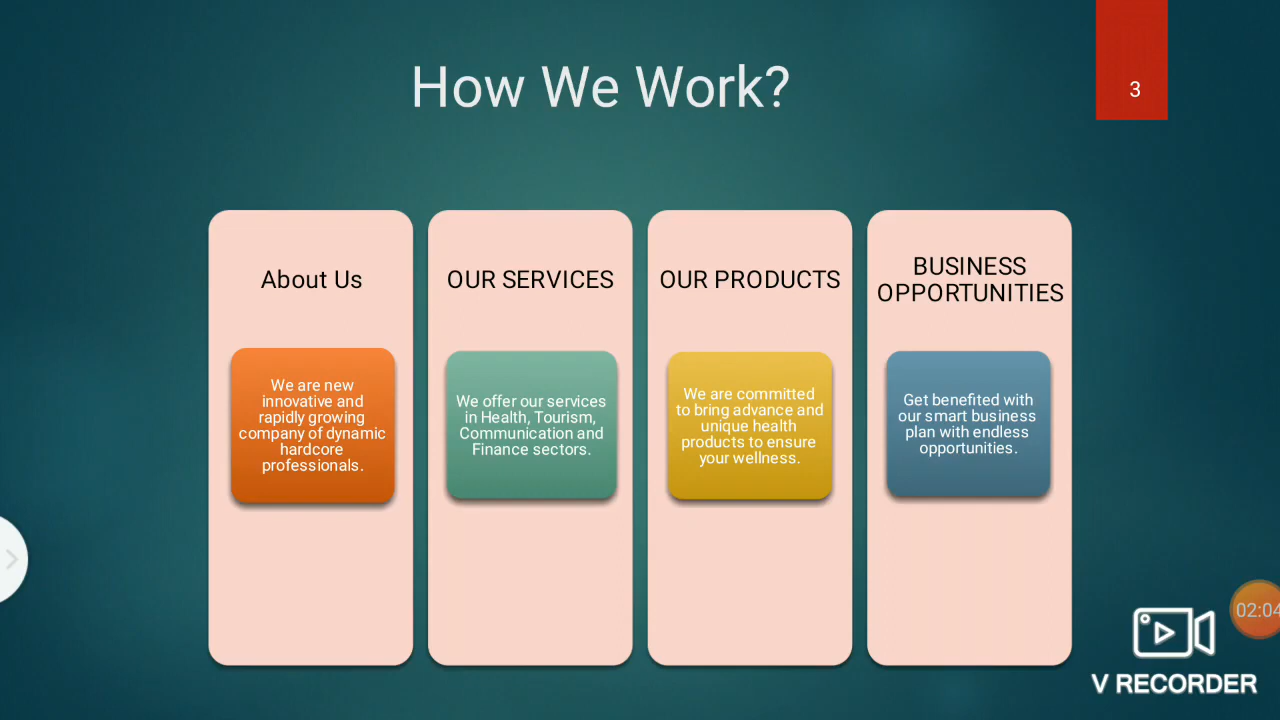 How We Work?
3
About Us
We are new
innovative and
rapidly growing
company of dynamic
hardcore
professionals.
OUR SERVICES
We offer our services
in Health, Tourism,
Communication and
Finance sectors.
OUR PRODUCTS
We are committed
to bring advance and
unique health
products to ensure
your wellness.
BUSINESS
OPPORTUNITIES
Get benefited with
our smart business
plan with endless
opportunities.
02:04
V RECORDER